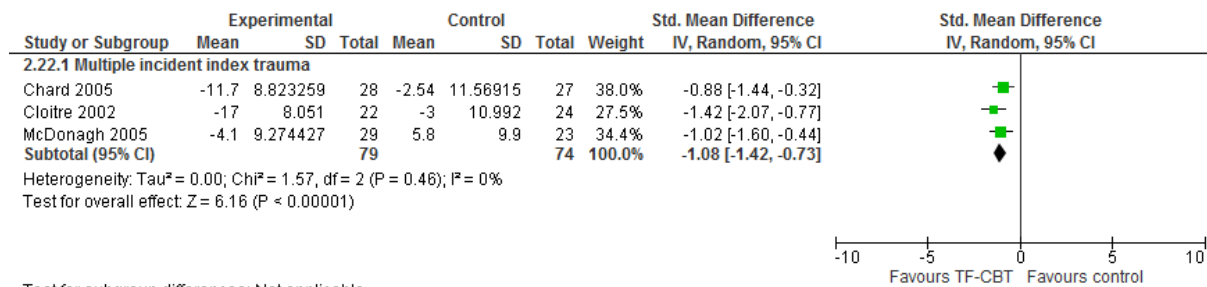 Experimental Control Std. Mean Difference Std. Mean Difference
Study or Subgroup Mean SD Total Mean SD Total Weight IV, Random, 95% CI IV, Random, 95% CI
2.22.1 Multiple incident index trauma
Chard 2005 -11.7 8.823259 28 -2.54 11.56915 27 38.0% -0.88 [-1.44, -0.32]
Cloitre 2002 -17 8.051 22 -3 10.992 24 27.5% -1.42 [-2.07, -0.77]
McDonagh 2005 -4.1 9.274427 29 5.8 9.9 23 34.4% -1.02 [-1.60, -0.44]
Subtotal (95% CI) 79 74 100.0% -1.08 [-1.42, -0.73]
Heterogeneity: Tau² = 0.00; Chi² = 1.57, df = 2 (P = 0.46); I² = 0%
Test for overall effect: Z = 6.16 (P < 0.00001)
-10 -5 0 5 10
Favours TF-CBT Favours control